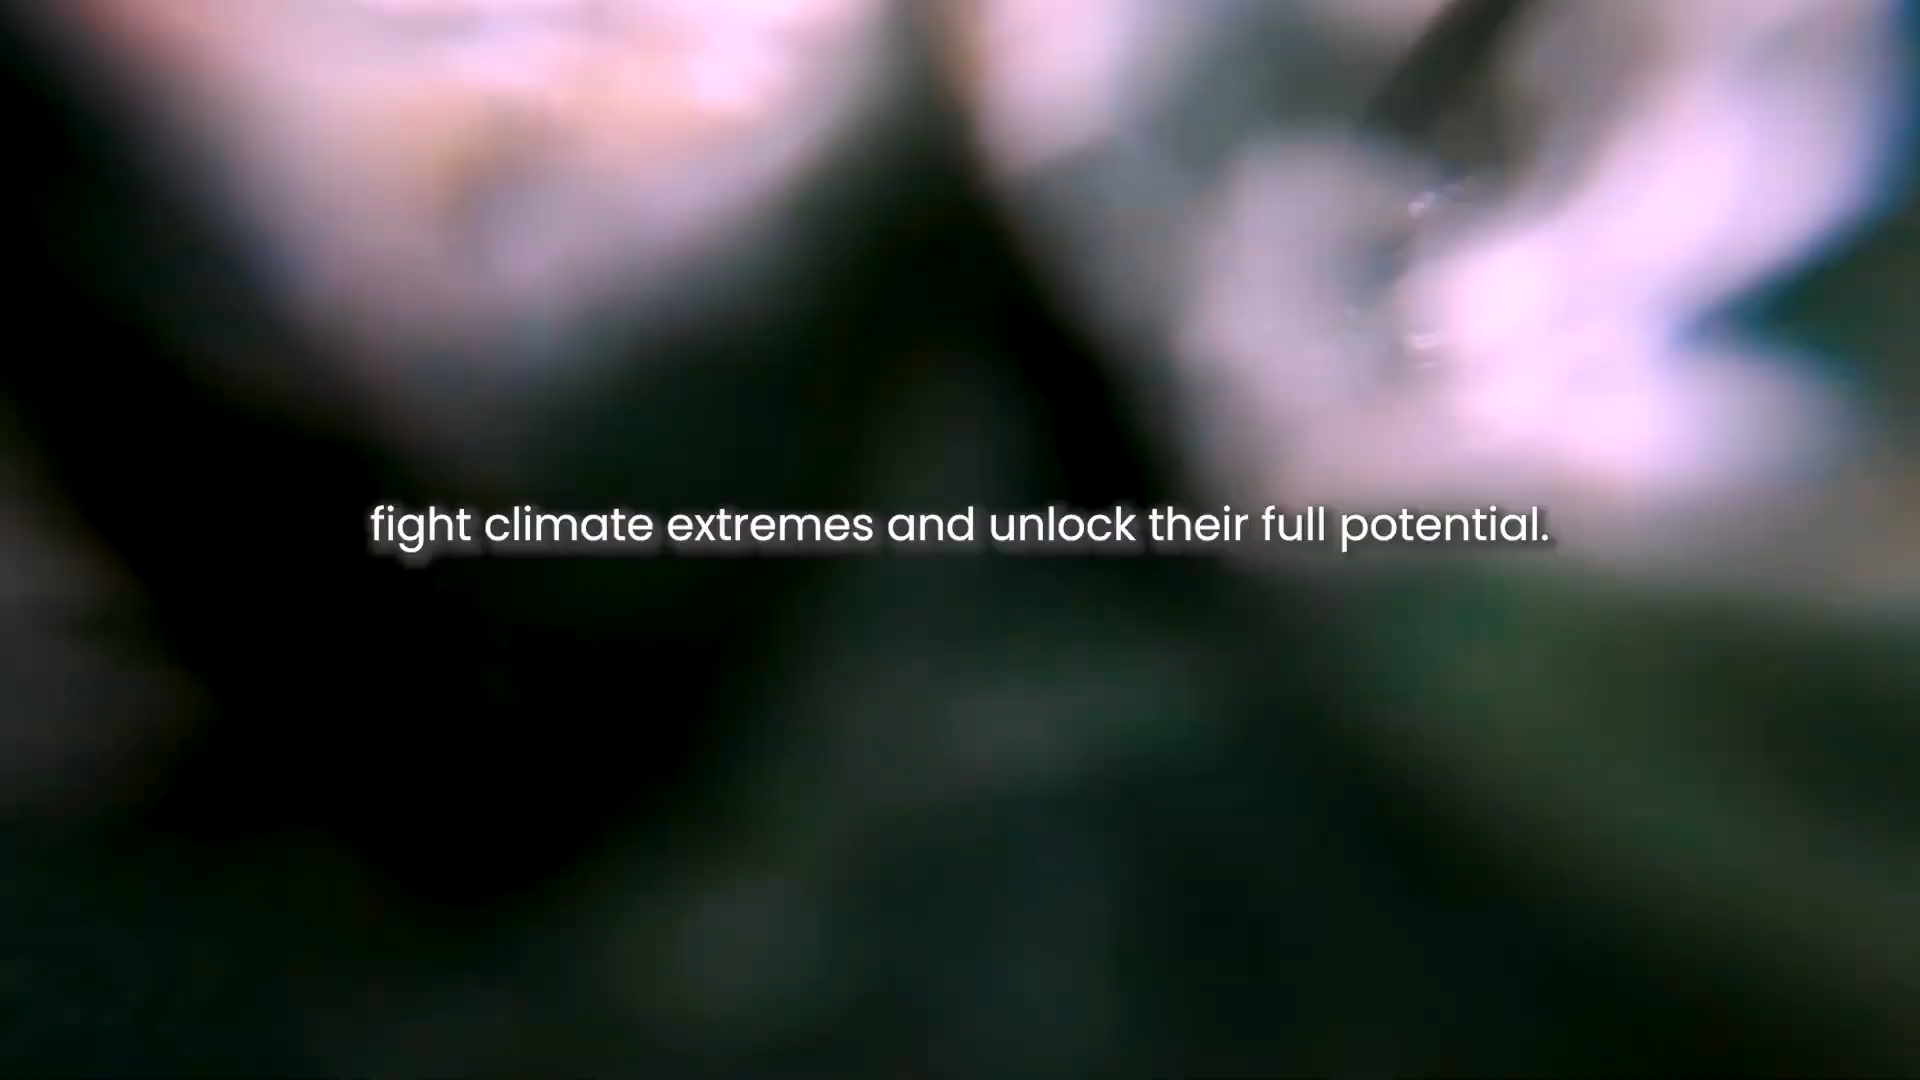 fight climate extremes and unlock their full potential.